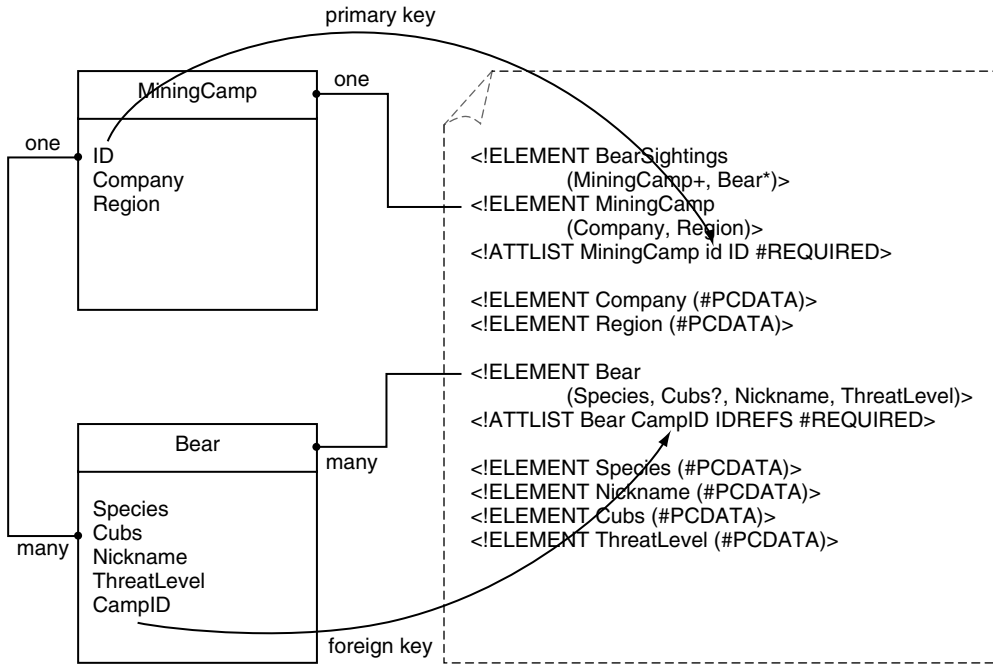 primary key
MiningCamp
one
one
ID
Company
Region
<!ELEMENT BearSightings
(MiningCamp+, Bear*)>
<!ELEMENT MiningCamp
(Company, Region)>
<!ATTLIST MiningCamp id ID #REQUIRED>
<!ELEMENT Company (#PCDATA)>
<!ELEMENT Region (#PCDATA)>
<!ELEMENT Bear
(Species, Cubs?, Nickname, ThreatLevel)>
<!ATTLIST Bear CampID IDREFS #REQUIRED>
<!ELEMENT Species (#PCDATA)>
<!ELEMENT Nickname (#PCDATA)>
<!ELEMENT Cubs (#PCDATA)>
<!ELEMENT ThreatLevel (#PCDATA)>
Bear
many
many
Species
Cubs
Nickname
ThreatLevel
CampID
foreign key